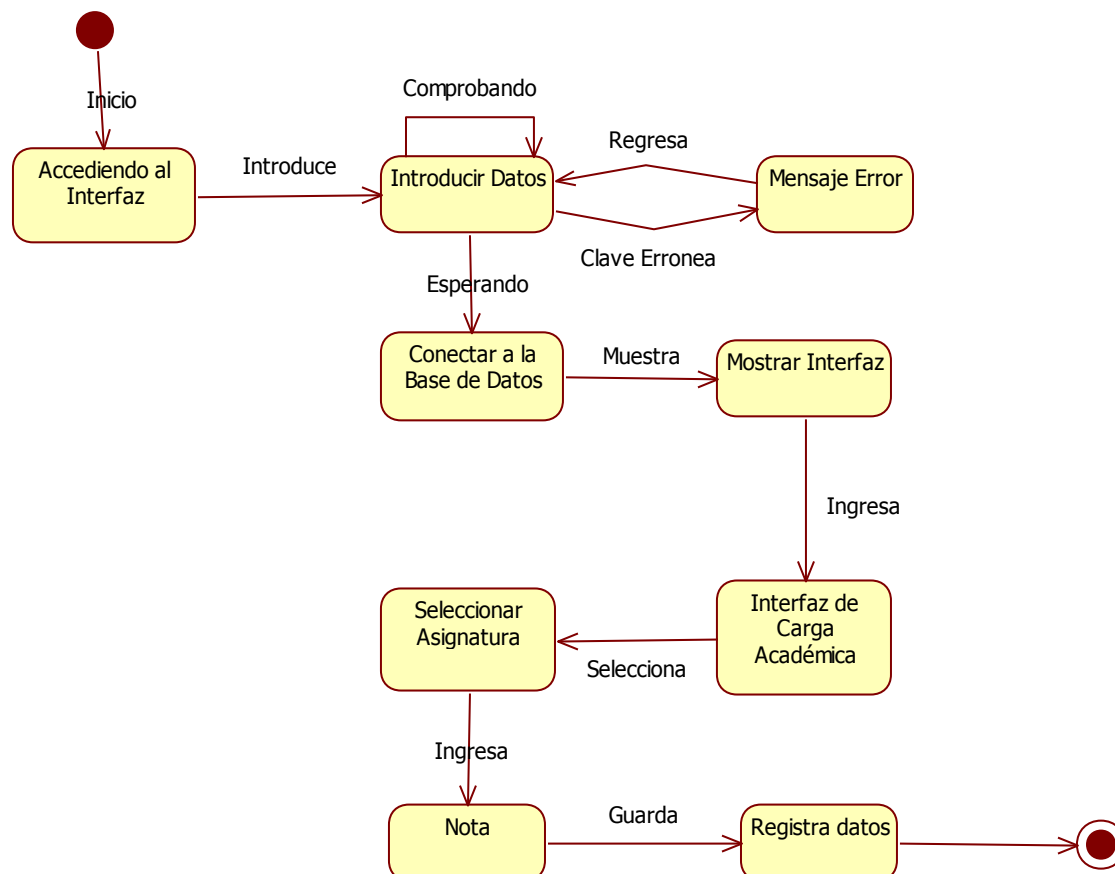 Inicio
Comprobando
Accediendo al
Interfaz
Introduce
Introducir Datos
Regresa
Mensaje Error
Clave Erronea
Esperando
Conectar a la
Base de Datos
Muestra
Mostrar Interfaz
Ingresa
Interfaz de
Carga
Académica
Selecciona
Seleccionar
Asignatura
Ingresa
Nota
Guarda
Registra datos